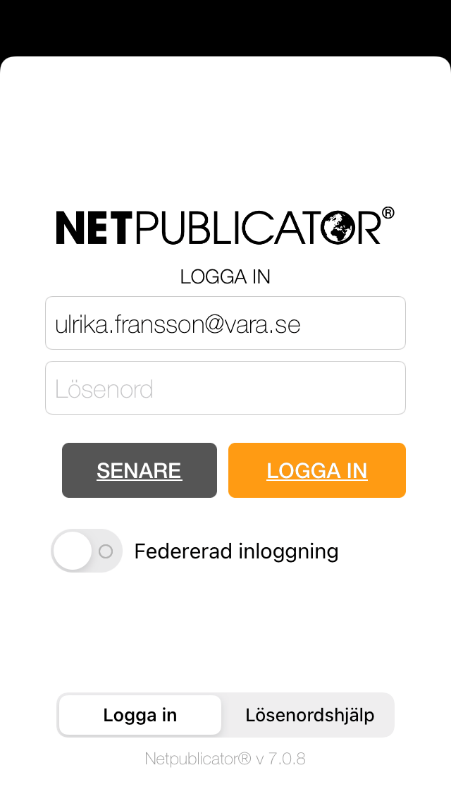 NETPUBLICATOR®
LOGGA IN
ulrika.fransson@vara.se
Lösenord
SENARE
LOGGA IN
Federerad inloggning
Logga in
Lösenordshjälp
Netpublicator® v 7.0.8